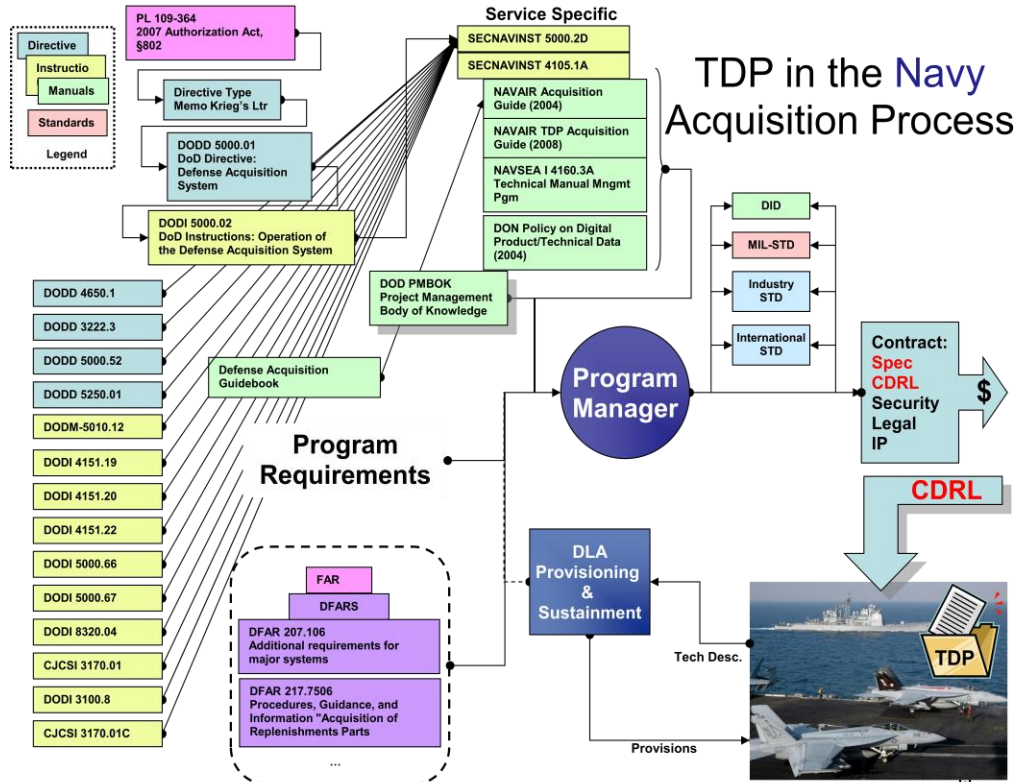 PL 109-364
2007 Authorization Act,
§802
Service Specific
SECNAVINST 5000.2D
SECNAVINST 4105.1A
NAVAIR Acquisition
Guide (2004)
NAVAIR TDP Acquisition
Guide (2008)
NAVSEA I 4160.3A
Technical Manual Mngmt
Pgm
DON Policy on Digital
Product/Technical Data
(2004)
TDP in the Navy
Acquisition Process
Directive
Instructio
Manuals
Standards
Legend
Directive Type
Memo Krieg's Ltr
DODD 5000.01
DoD Directive:
Defense Acquisition
System
DODI 5000.02
DoD Instructions: Operation of
the Defense Acquisition System
DOD PMBOK
Project Management
Body of Knowledge
Defense Acquisition
Guidebook
DODD 4650.1
DODD 3222.3
DODD 5000.52
DODD 5250.01
DODM-5010.12
DODI 4151.19
DODI 4151.20
DODI 4151.22
DODI 5000.66
DODI 5000.67
DODI 8320.04
CJCSI 3170.01
DODI 3100.8
CJCSI 3170.01C
Program
Requirements
FAR
DFARS
DFAR 207.106
Additional requirements for
major systems
DFAR 217.7506
Procedures, Guidance, and
Information "Acquisition of
Replenishments Parts
...
Program
Manager
DID
MIL-STD
Industry
STD
International
STD
Contract:
Spec
CDRL
Security
Legal
IP
$
CDRL
DLA
Provisioning
&
Sustainment
Tech Desc.
Provisions
TDP